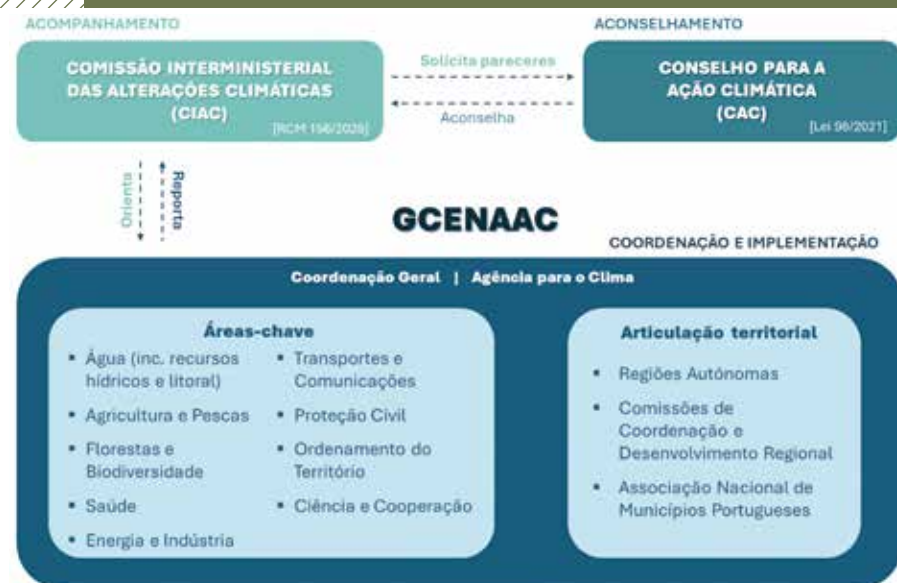 ACOMPANHAMENTO
ACONSELHAMENTO
COMISSÃO INTERMINISTERIAL
DAS ALTERAÇÕES CLIMÁTICAS
(CIAC)
[RCM 156/2025]
Solicita pareceres
Aconselha
CONSELHO PARA A
AÇÃO CLIMÁTICA
(CAC)
[Lei 98/2021]
Orienta
Reporta
GCENAAC
COORDENAÇÃO E IMPLEMENTAÇÃO
Coordenação Geral | Agência para o Clima
Áreas-chave
▪ Água (inc. recursos
hídricos e litoral)
▪ Agricultura e Pescas
▪ Florestas e
Biodiversidade
▪ Saúde
▪ Energia e Indústria
▪ Transportes e
Comunicações
▪ Proteção Civil
▪ Ordenamento do
Território
▪ Ciência e Cooperação
Articulação territorial
▪ Regiões Autónomas
▪ Comissões de
Coordenação e
Desenvolvimento Regional
▪ Associação Nacional de
Municípios Portugueses